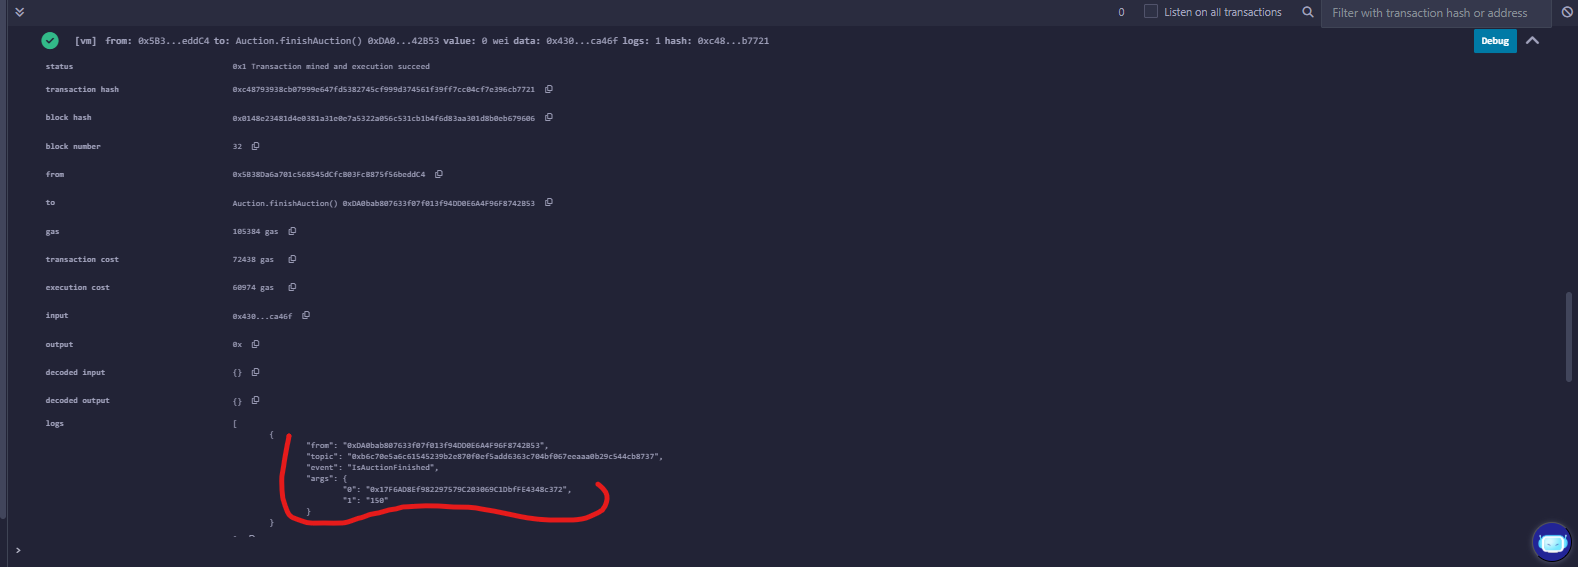 0 Listen on all transactions Filter with transaction hash or address
[vm] from: 0x5B3...eddC4 to: Auction.finishAuction() 0xDA0...42B53 value: 0 wei data: 0x430...ca46f logs: 1 hash: 0xc48...b7721 Debug
status 0x1 Transaction mined and execution succeed
transaction hash 0xc48793938cb07999e647fd5382745cf999d374561f39ff7cc04cf7e396cb7721
block hash 0x0148e23481d4e0381a31e0e7a5322a056c531cb1b4f6d83aa301d8b0eb679606
block number 32
from 0x5B38Da6a701c568545dCfcB03FcB875f56beddC4
to Auction.finishAuction() 0xDA0bab807633f07f013f94DD0E6A4F96F8742B53
gas 105384 gas
transaction cost 72438 gas
execution cost 60974 gas
input 0x430...ca46f
output 0x
decoded input {}
decoded output {}
logs [
{
"from": "0xDA0bab807633f07f013f94DD0E6A4F96F8742B53",
"topic": "0xb6c70e5a6c61545239b2e870f0ef5add6363c704bf067eeaaa0b29c544cb8737",
"event": "IsAuctionFinished",
"args": {
"0": "0x17F6AD8Ef982297579C203069C1DbfFE4348c372",
"1": "150"
}
}
>